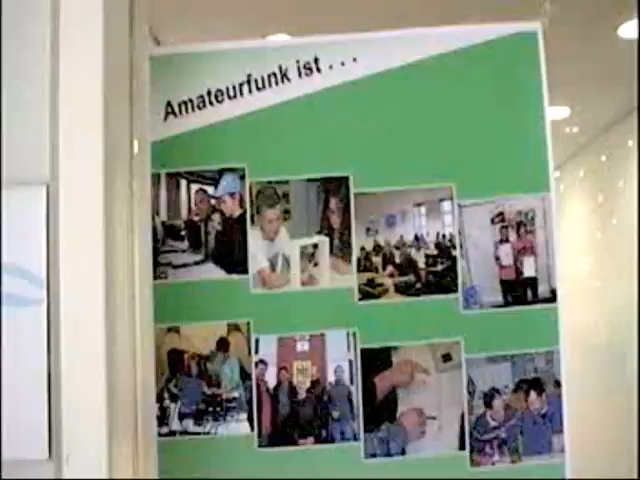 Amateurfunk ist . . .